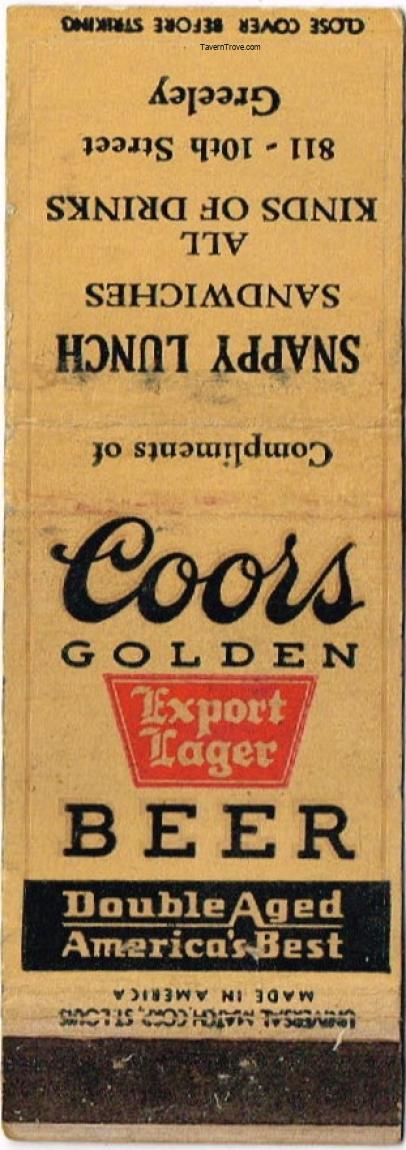 CLOSE COVER BEFORE STRIKING
TavernTrove.com
Compliments of
SNAPPY LUNCH
SANDWICHES
ALL
KINDS OF DRINKS
811 - 10th Street
Greeley
Coors
GOLDEN
Export
Lager
BEER
Double Aged
America's Best
UNIVERSAL MATCH CORP., ST. LOUIS
MADE IN AMERICA